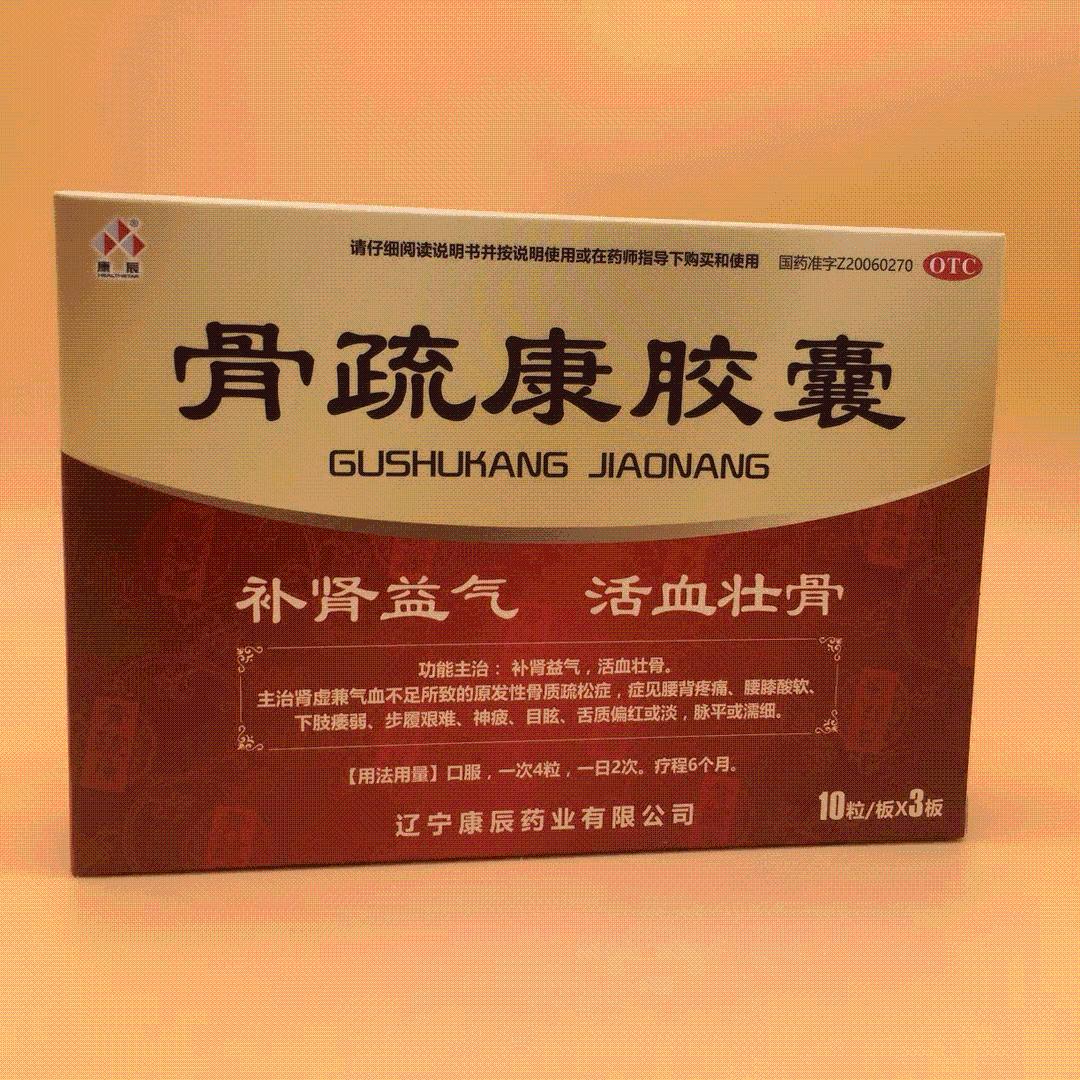 康辰
HEALTHSTAR
请仔细阅读说明书并按说明使用或在药师指导下购买和使用 国药准字Z20060270 OTC
骨疏康胶囊
GUSHUKANG JIAONANG
补肾益气 活血壮骨
功能主治：补肾益气，活血壮骨。
主治肾虚兼气血不足所致的原发性骨质疏松症，症见腰背疼痛、腰膝酸软、
下肢痿弱、步履艰难、神疲、目眩、舌质偏红或淡，脉平或濡细。
【用法用量】口服，一次4粒，一日2次。疗程6个月。
10粒/板X3板
辽宁康辰药业有限公司